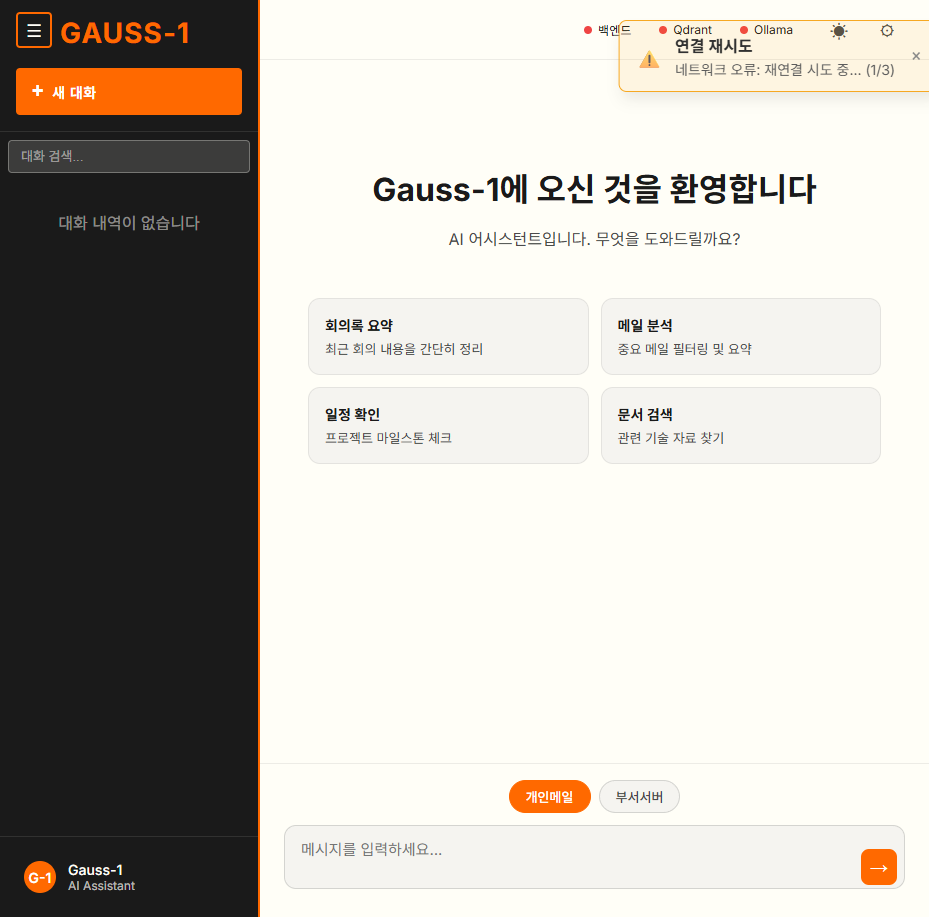 ☰ GAUSS-1
+ 새 대화
대화 검색...
대화 내역이 없습니다
G-1
Gauss-1
AI Assistant
백엔드
Qdrant
Ollama
연결 재시도
네트워크 오류: 재연결 시도 중... (1/3)
×
Gauss-1에 오신 것을 환영합니다
AI 어시스턴트입니다. 무엇을 도와드릴까요?
회의록 요약
최근 회의 내용을 간단히 정리
메일 분석
중요 메일 필터링 및 요약
일정 확인
프로젝트 마일스톤 체크
문서 검색
관련 기술 자료 찾기
개인메일
부서서버
메시지를 입력하세요...
→